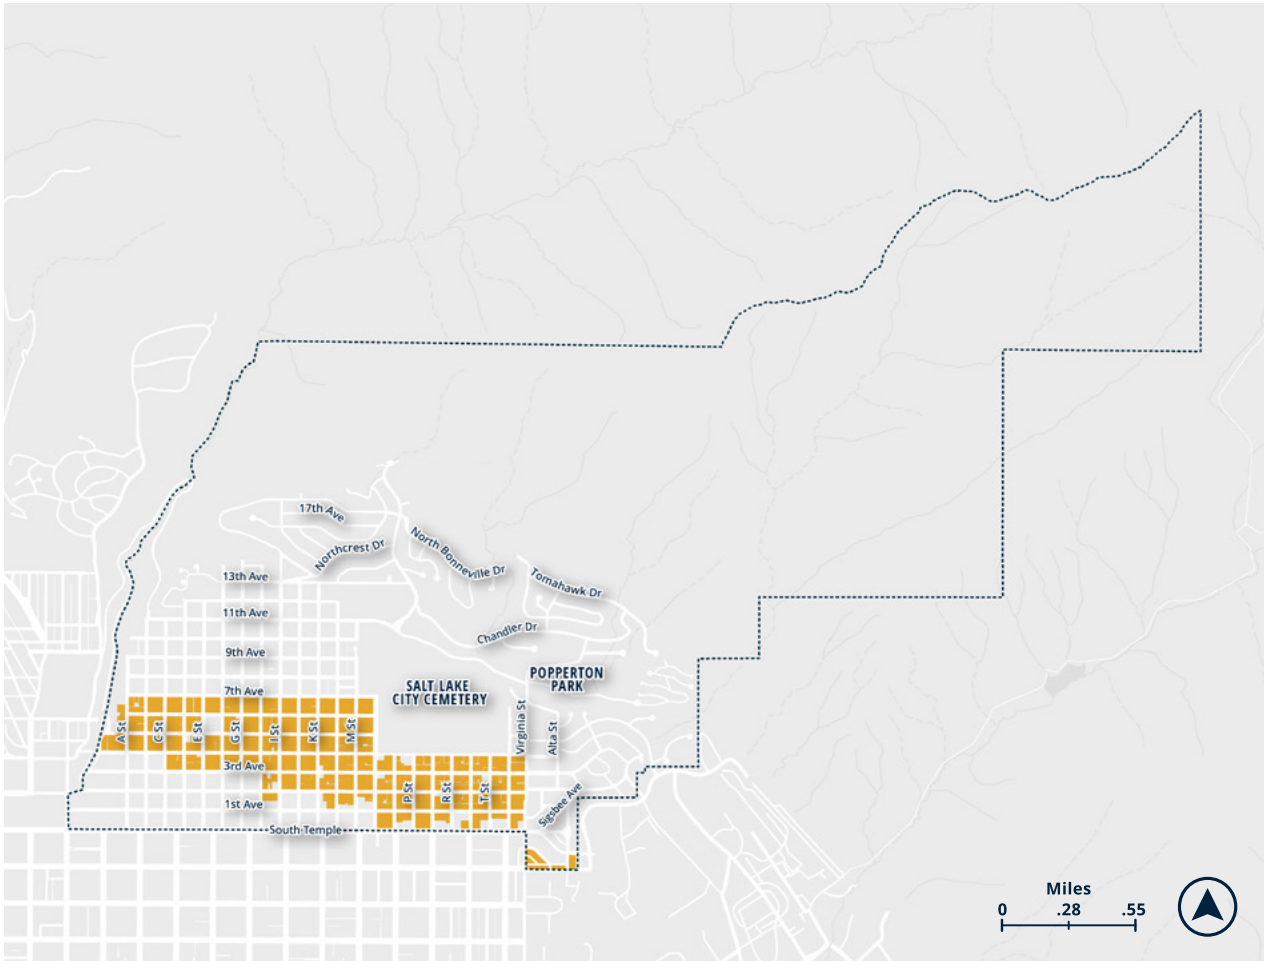 17th Ave
Northcrest Dr
North Bonneville Dr
Tomahawk Dr
13th Ave
11th Ave
Chandler Dr
9th Ave
7th Ave
SALT LAKE
CITY CEMETERY
POPPERTON
PARK
A St
C St
E St
G St
I St
K St
M St
Virginia St
Alta St
3rd Ave
P St
R St
T St
1st Ave
Sigsbee Ave
South Temple
Miles
0 .28 .55